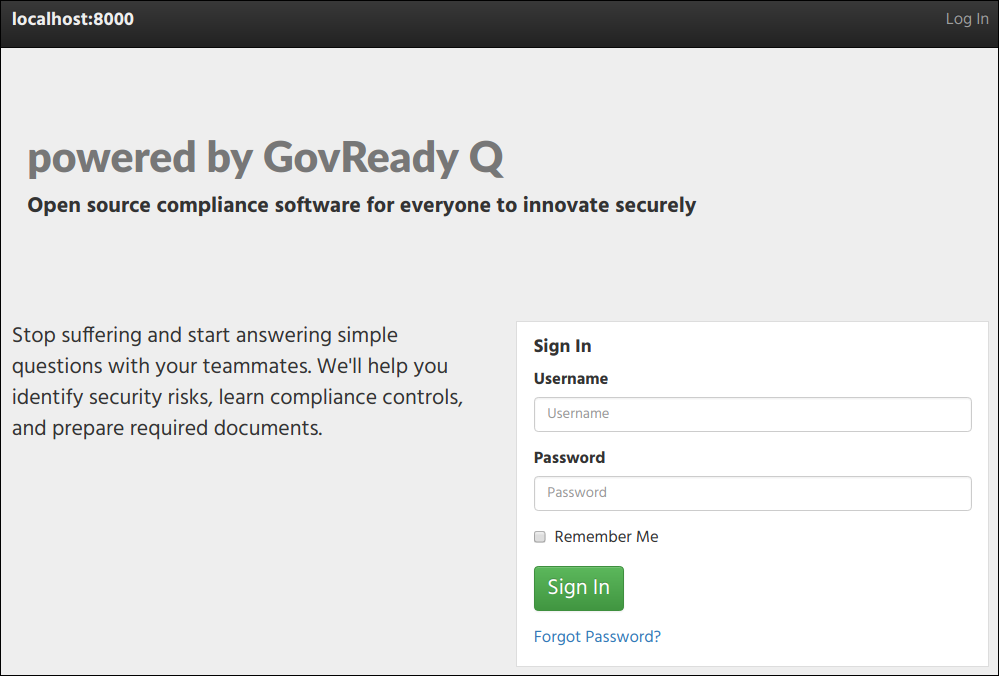 localhost:8000
Log In
powered by GovReady Q
Open source compliance software for everyone to innovate securely
Stop suffering and start answering simple
questions with your teammates. We'll help you
identify security risks, learn compliance controls,
and prepare required documents.
Sign In
Username
Username
Password
Password
Remember Me
Sign In
Forgot Password?